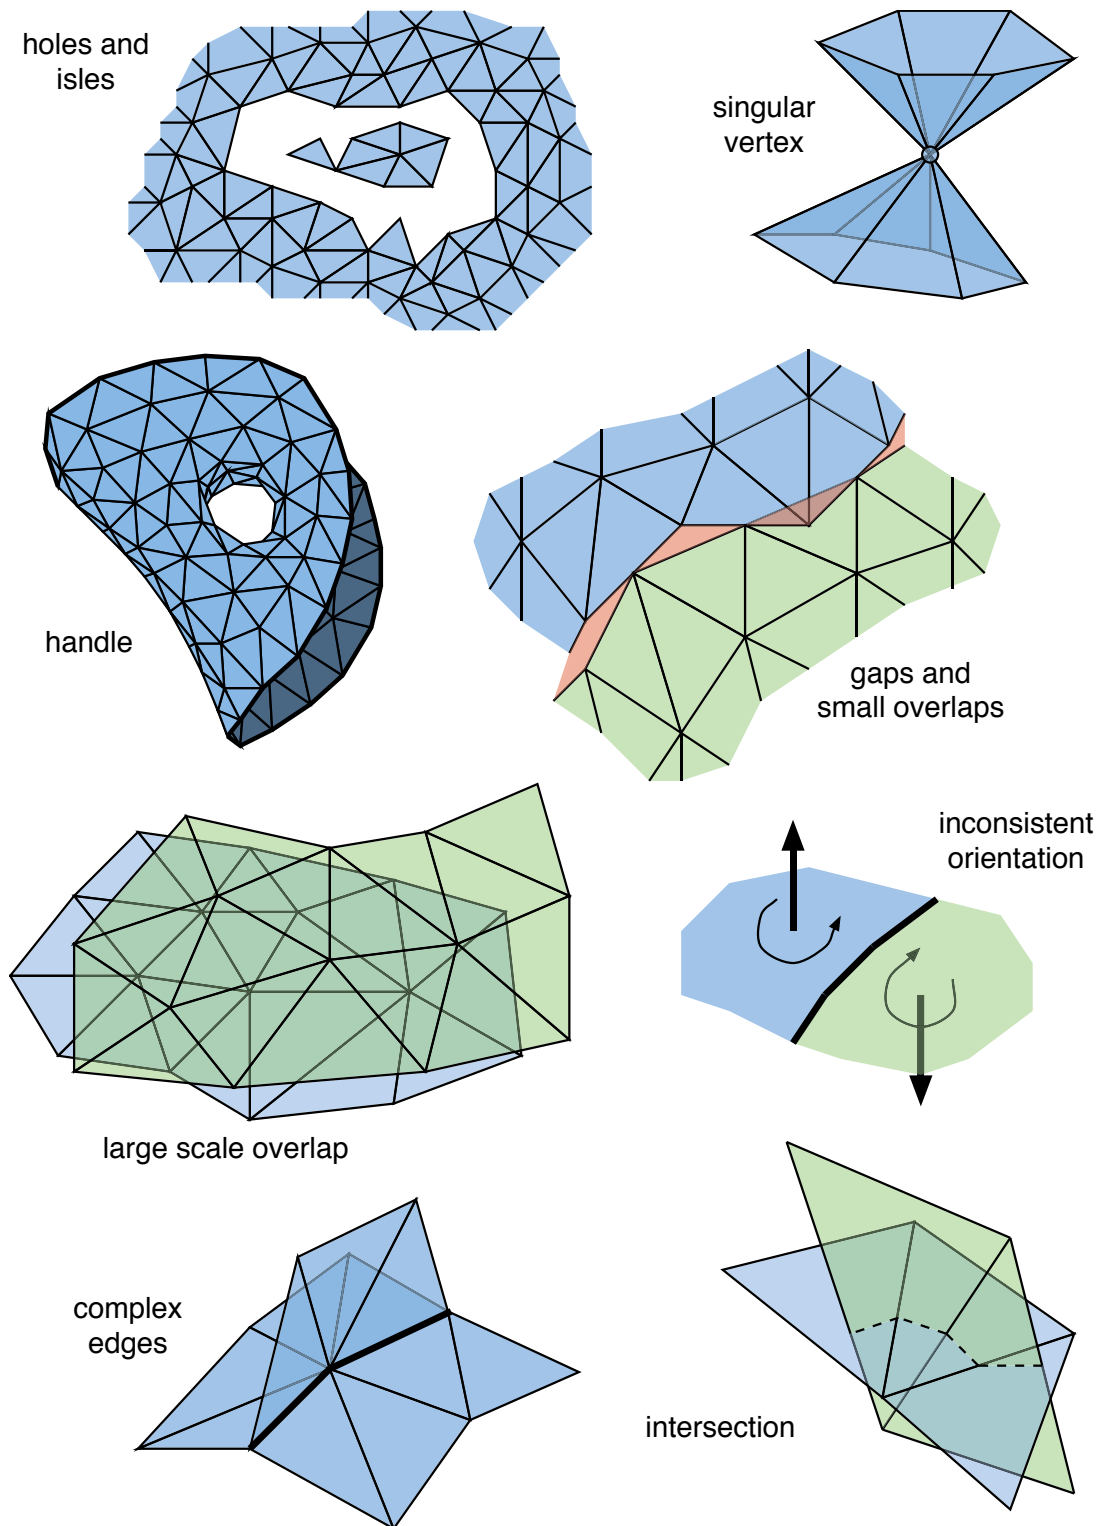 holes and
isles
singular
vertex
handle
gaps and
small overlaps
inconsistent
orientation
large scale overlap
complex
edges
intersection